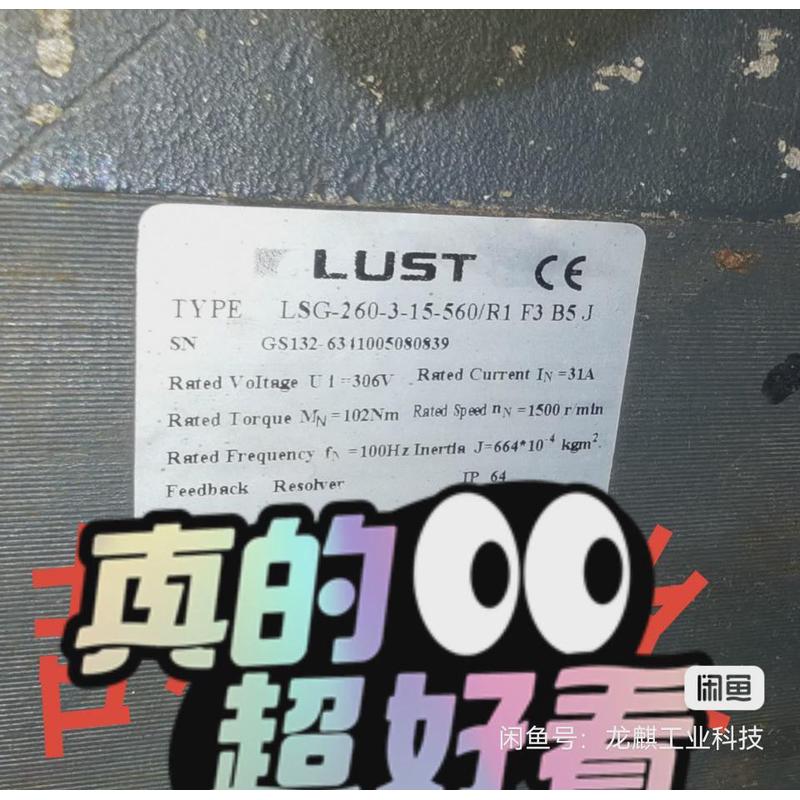 LUST CE
TYPE LSG-260-3-15-560/R1 F3 B5 J
SN GS132-6311005080839
Rated Voltage U 1 =306V Rated Current IN =31A
Rated Torque MN =102Nm Rated Speed nN =1500 r/min
Rated Frequency fN =100Hz Inertia J=664*10-4 kgm2.
Feedback Resolver IP 64
真的
超好看
闲鱼
闲鱼号：龙麒工业科技